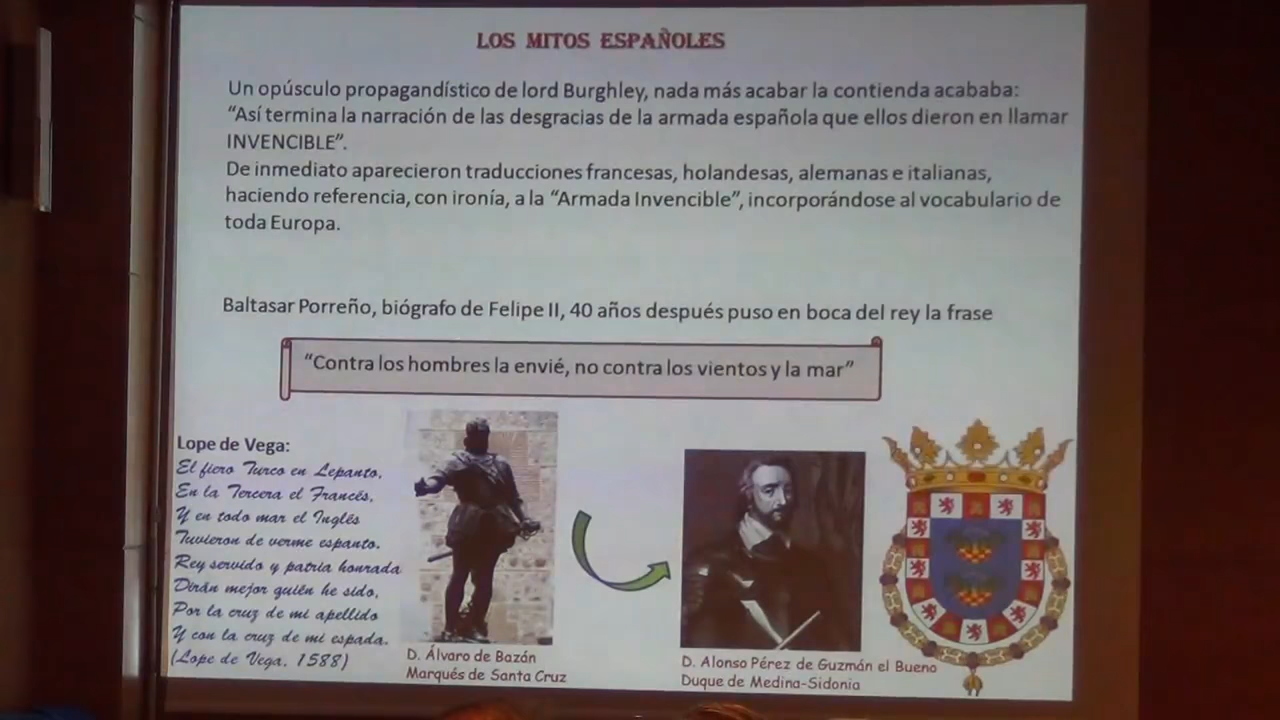 LOS MITOS ESPAÑOLES
Un opúsculo propagandístico de lord Burghley, nada más acabar la contienda acababa:
“Así termina la narración de las desgracias de la armada española que ellos dieron en llamar
INVENCIBLE”.
De inmediato aparecieron traducciones francesas, holandesas, alemanas e italianas,
haciendo referencia, con ironía, a la “Armada Invencible”, incorporándose al vocabulario de
toda Europa.
Baltasar Porreño, biógrafo de Felipe II, 40 años después puso en boca del rey la frase
“Contra los hombres la envié, no contra los vientos y la mar”
Lope de Vega:
El fiero Turco en Lepanto,
En la Tercera el Francés,
Y en todo mar el Inglés
Tuvieron de verme espanto.
Rey servido y patria honrada
Dirán mejor quién he sido,
Por la cruz de mi apellido
Y con la cruz de mi espada.
(Lope de Vega, 1588)
D. Álvaro de Bazán
Marqués de Santa Cruz
D. Alonso Pérez de Guzmán el Bueno
Duque de Medina-Sidonia